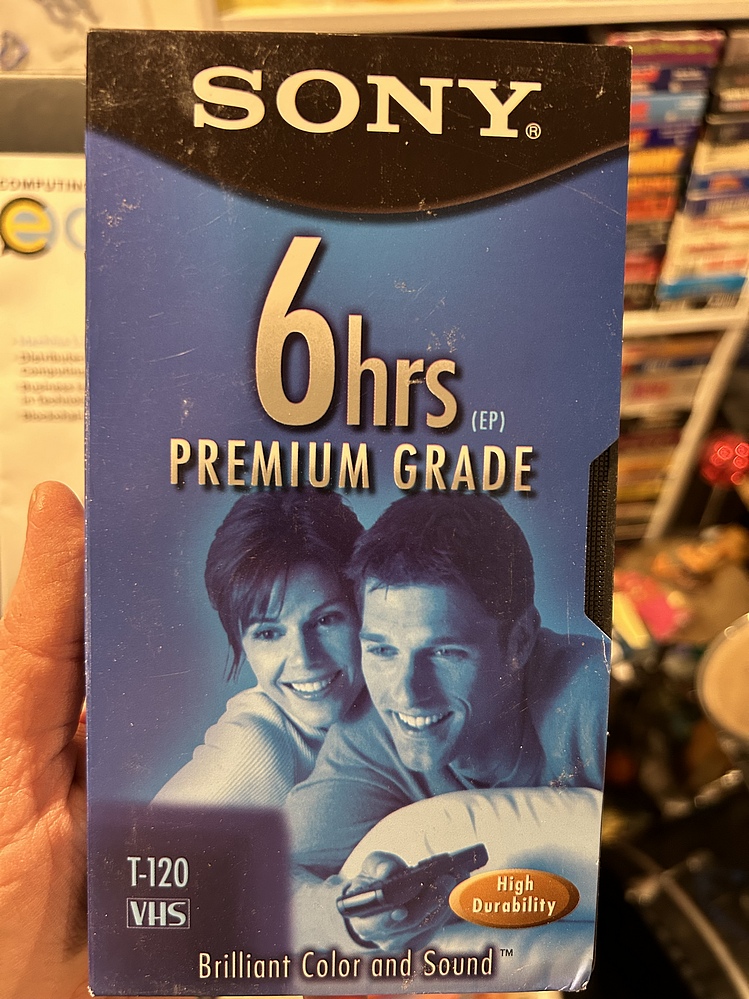 SONY®
6hrs (EP)
PREMIUM GRADE
T-120
VHS
High
Durability
Brilliant Color and Sound™
COMPUTING